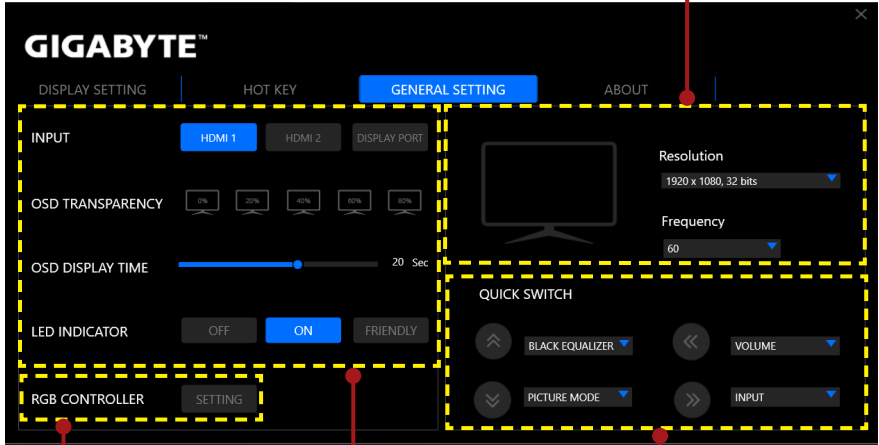 GIGABYTE™
DISPLAY SETTING HOT KEY GENERAL SETTING ABOUT
INPUT HDMI 1 HDMI 2 DISPLAY PORT
OSD TRANSPARENCY 0% 20% 40% 60% 80%
OSD DISPLAY TIME 20 Sec
LED INDICATOR OFF ON FRIENDLY
RGB CONTROLLER SETTING
Resolution
1920 x 1080, 32 bits
Frequency
60
QUICK SWITCH
BLACK EQUALIZER VOLUME
PICTURE MODE INPUT